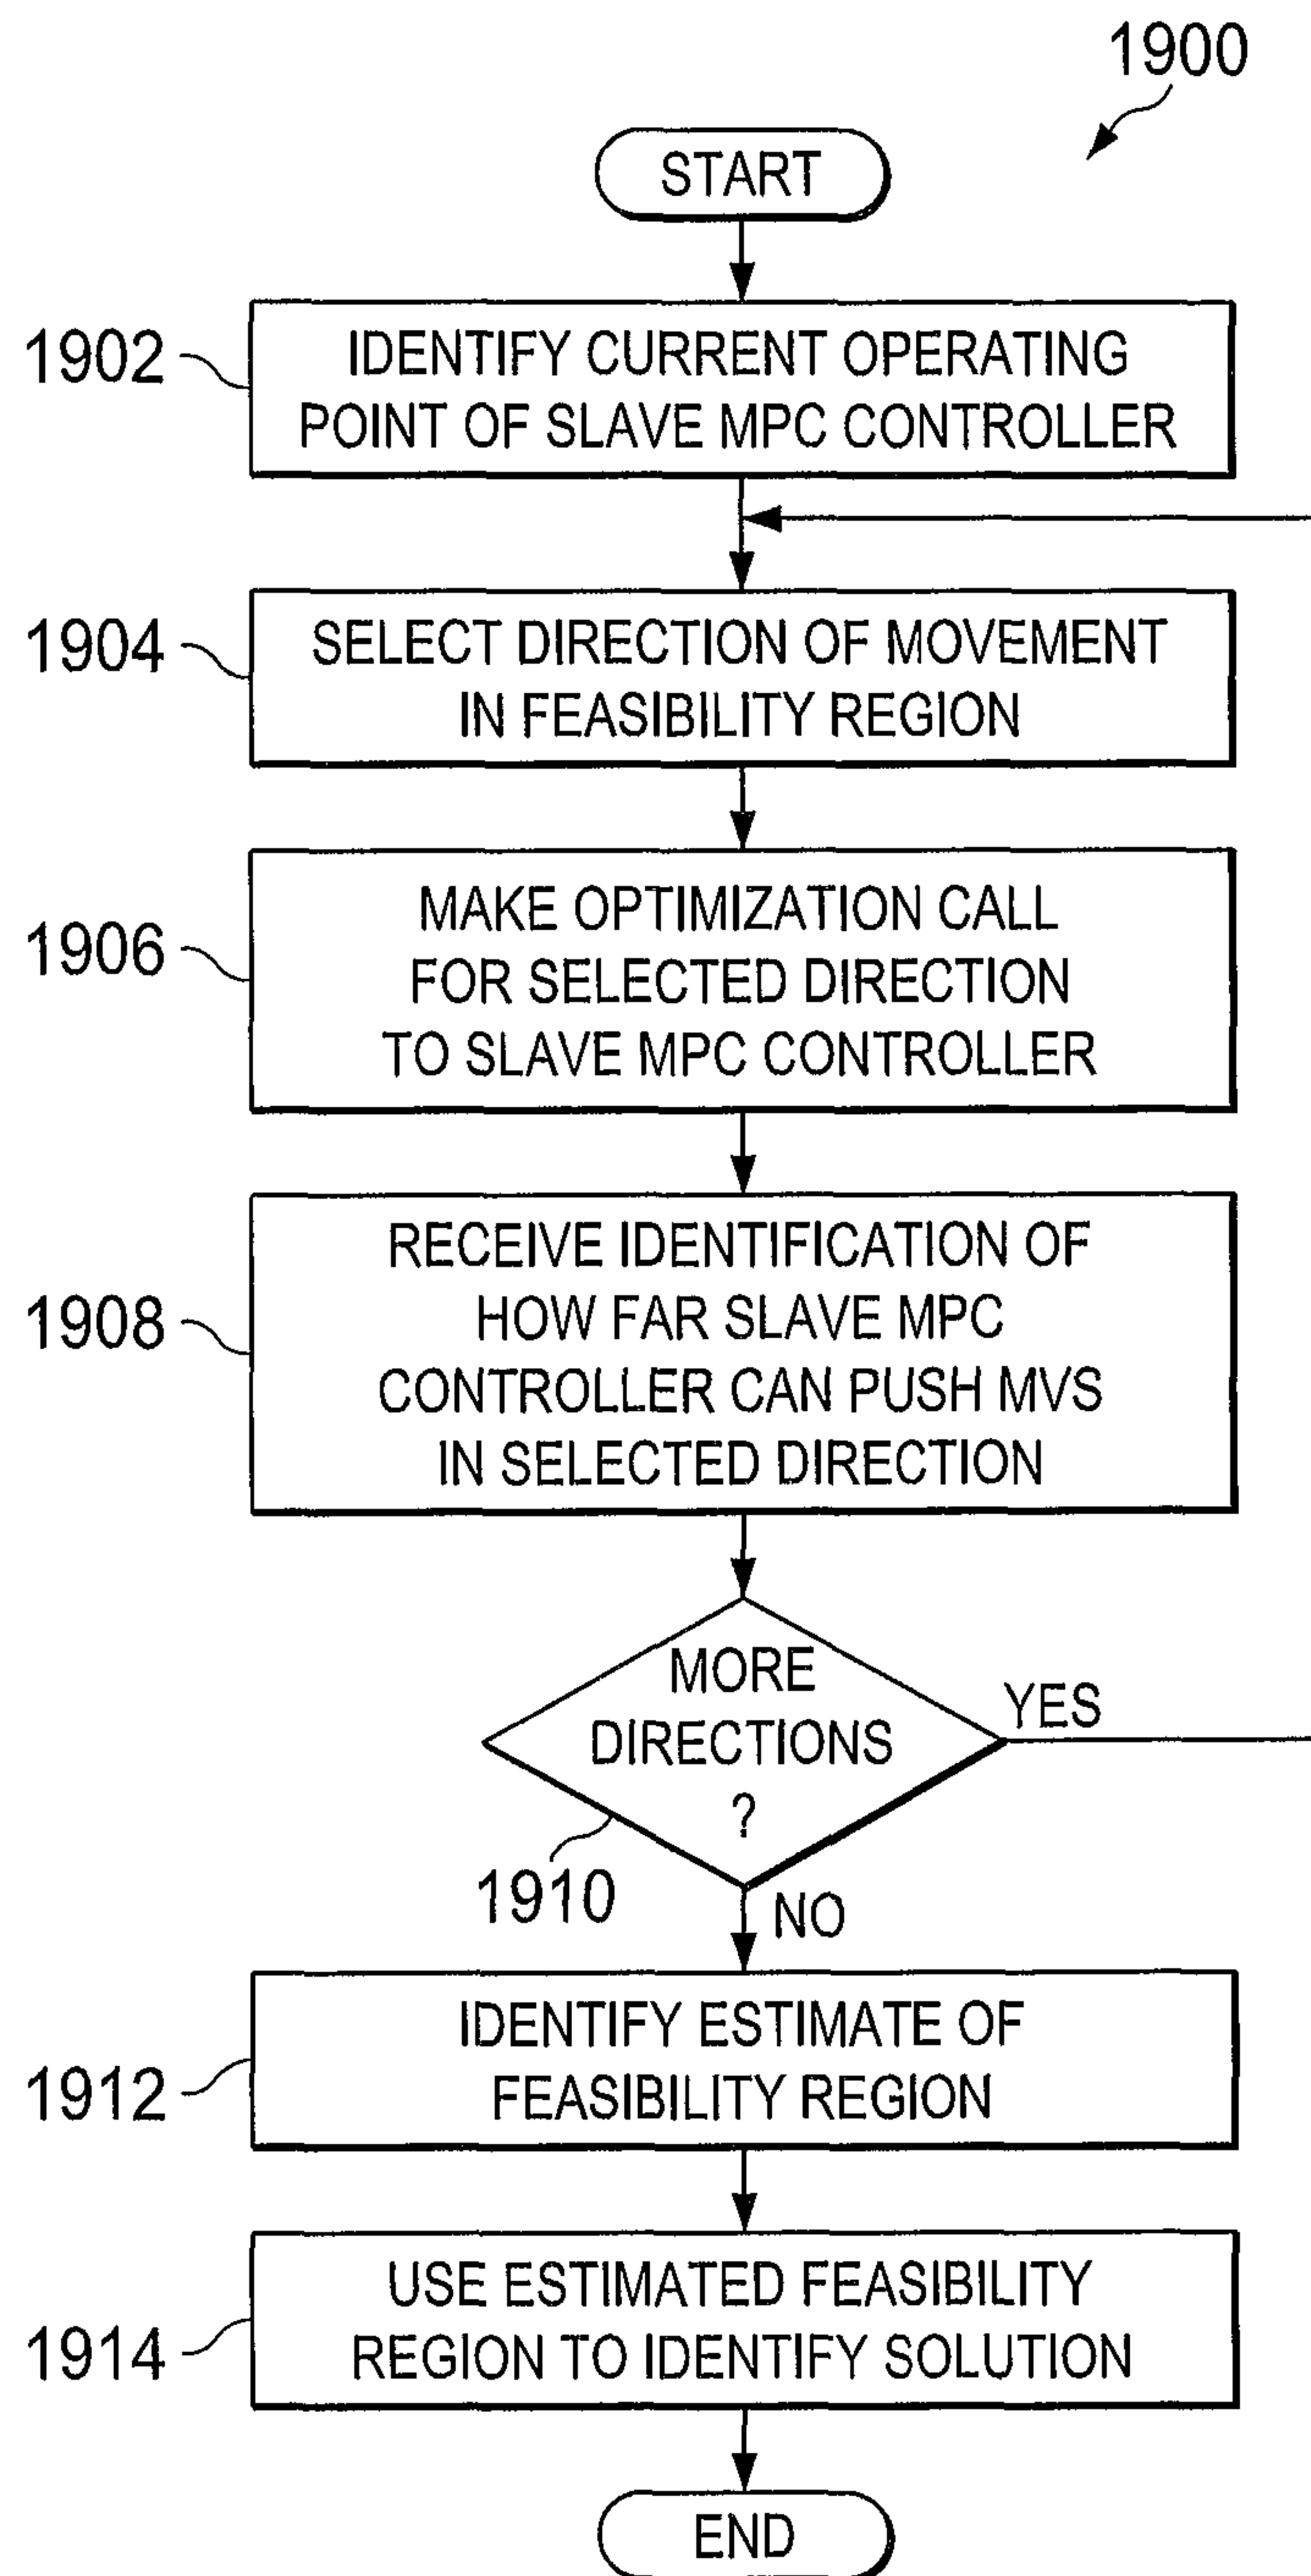 1900
START
1902
IDENTIFY CURRENT OPERATING
POINT OF SLAVE MPC CONTROLLER
1904
SELECT DIRECTION OF MOVEMENT
IN FEASIBILITY REGION
1906
MAKE OPTIMIZATION CALL
FOR SELECTED DIRECTION
TO SLAVE MPC CONTROLLER
1908
RECEIVE IDENTIFICATION OF
HOW FAR SLAVE MPC
CONTROLLER CAN PUSH MVS
IN SELECTED DIRECTION
MORE
DIRECTIONS
?
YES
1910
NO
1912
IDENTIFY ESTIMATE OF
FEASIBILITY REGION
1914
USE ESTIMATED FEASIBILITY
REGION TO IDENTIFY SOLUTION
END